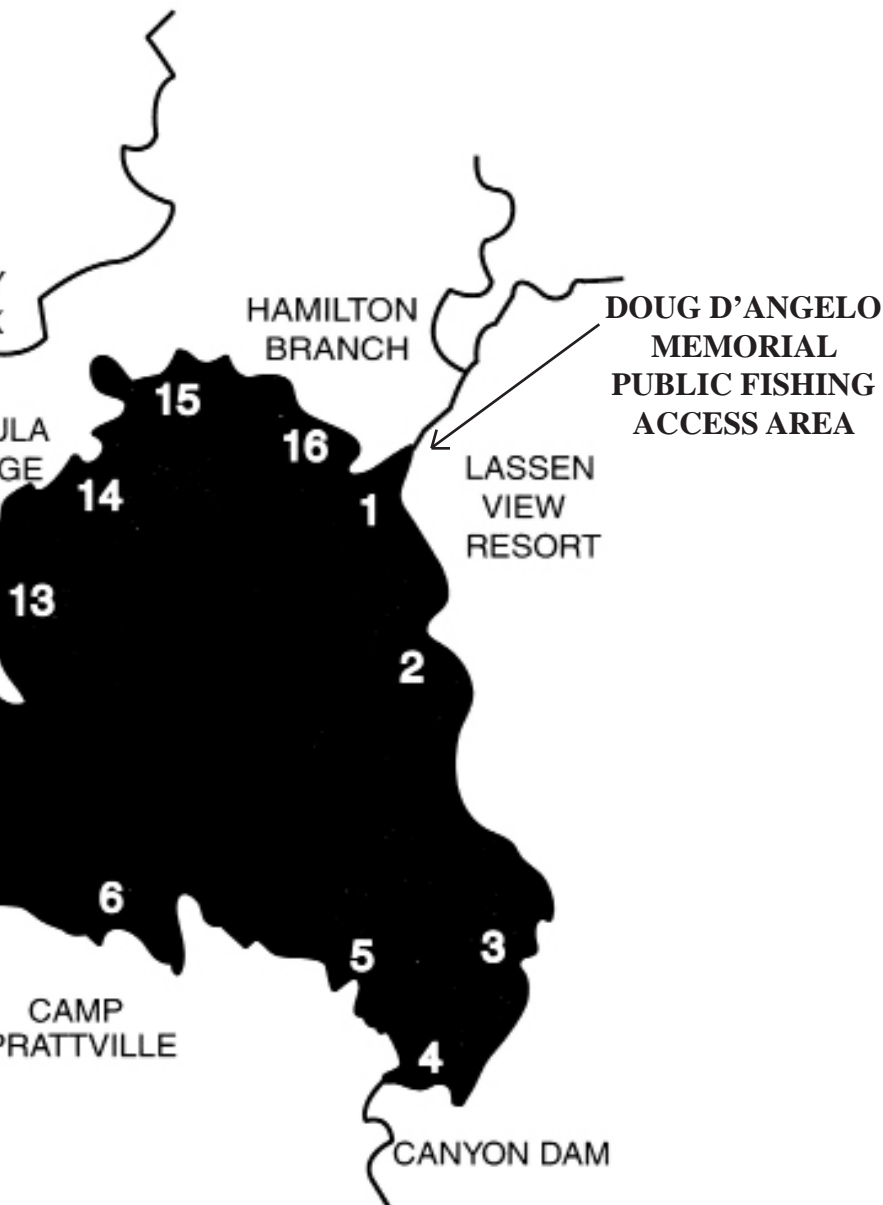 HAMILTON
BRANCH
DOUG D’ANGELO
MEMORIAL
PUBLIC FISHING
ACCESS AREA
15
16
14
1
LASSEN
VIEW
RESORT
13
2
6
5
3
CAMP
PRATTVILLE
4
CANYON DAM